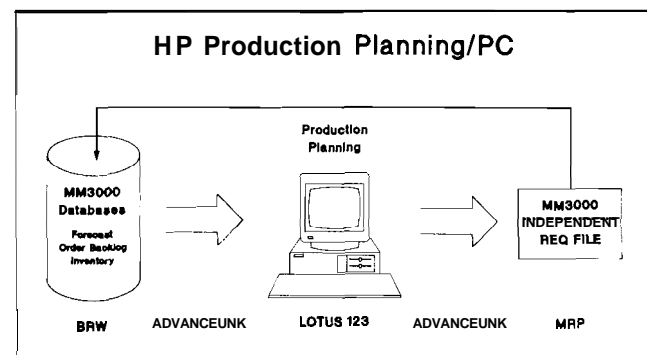 HP Production Planning/PC
Production
Planning
MM3000
Databases
Forecast
Order Backlog
Inventory
MM3000
INDEPENDENT
REQ FILE
BRW
ADVANCEUNK
LOTUS 123
ADVANCEUNK
MRP